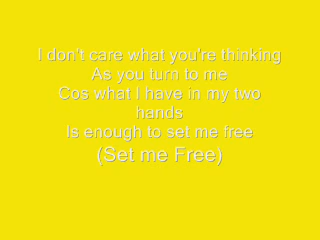 I don't care what you're thinking
As you turn to me
Cos what I have in my two
hands
Is enough to set me free
(Set me Free)